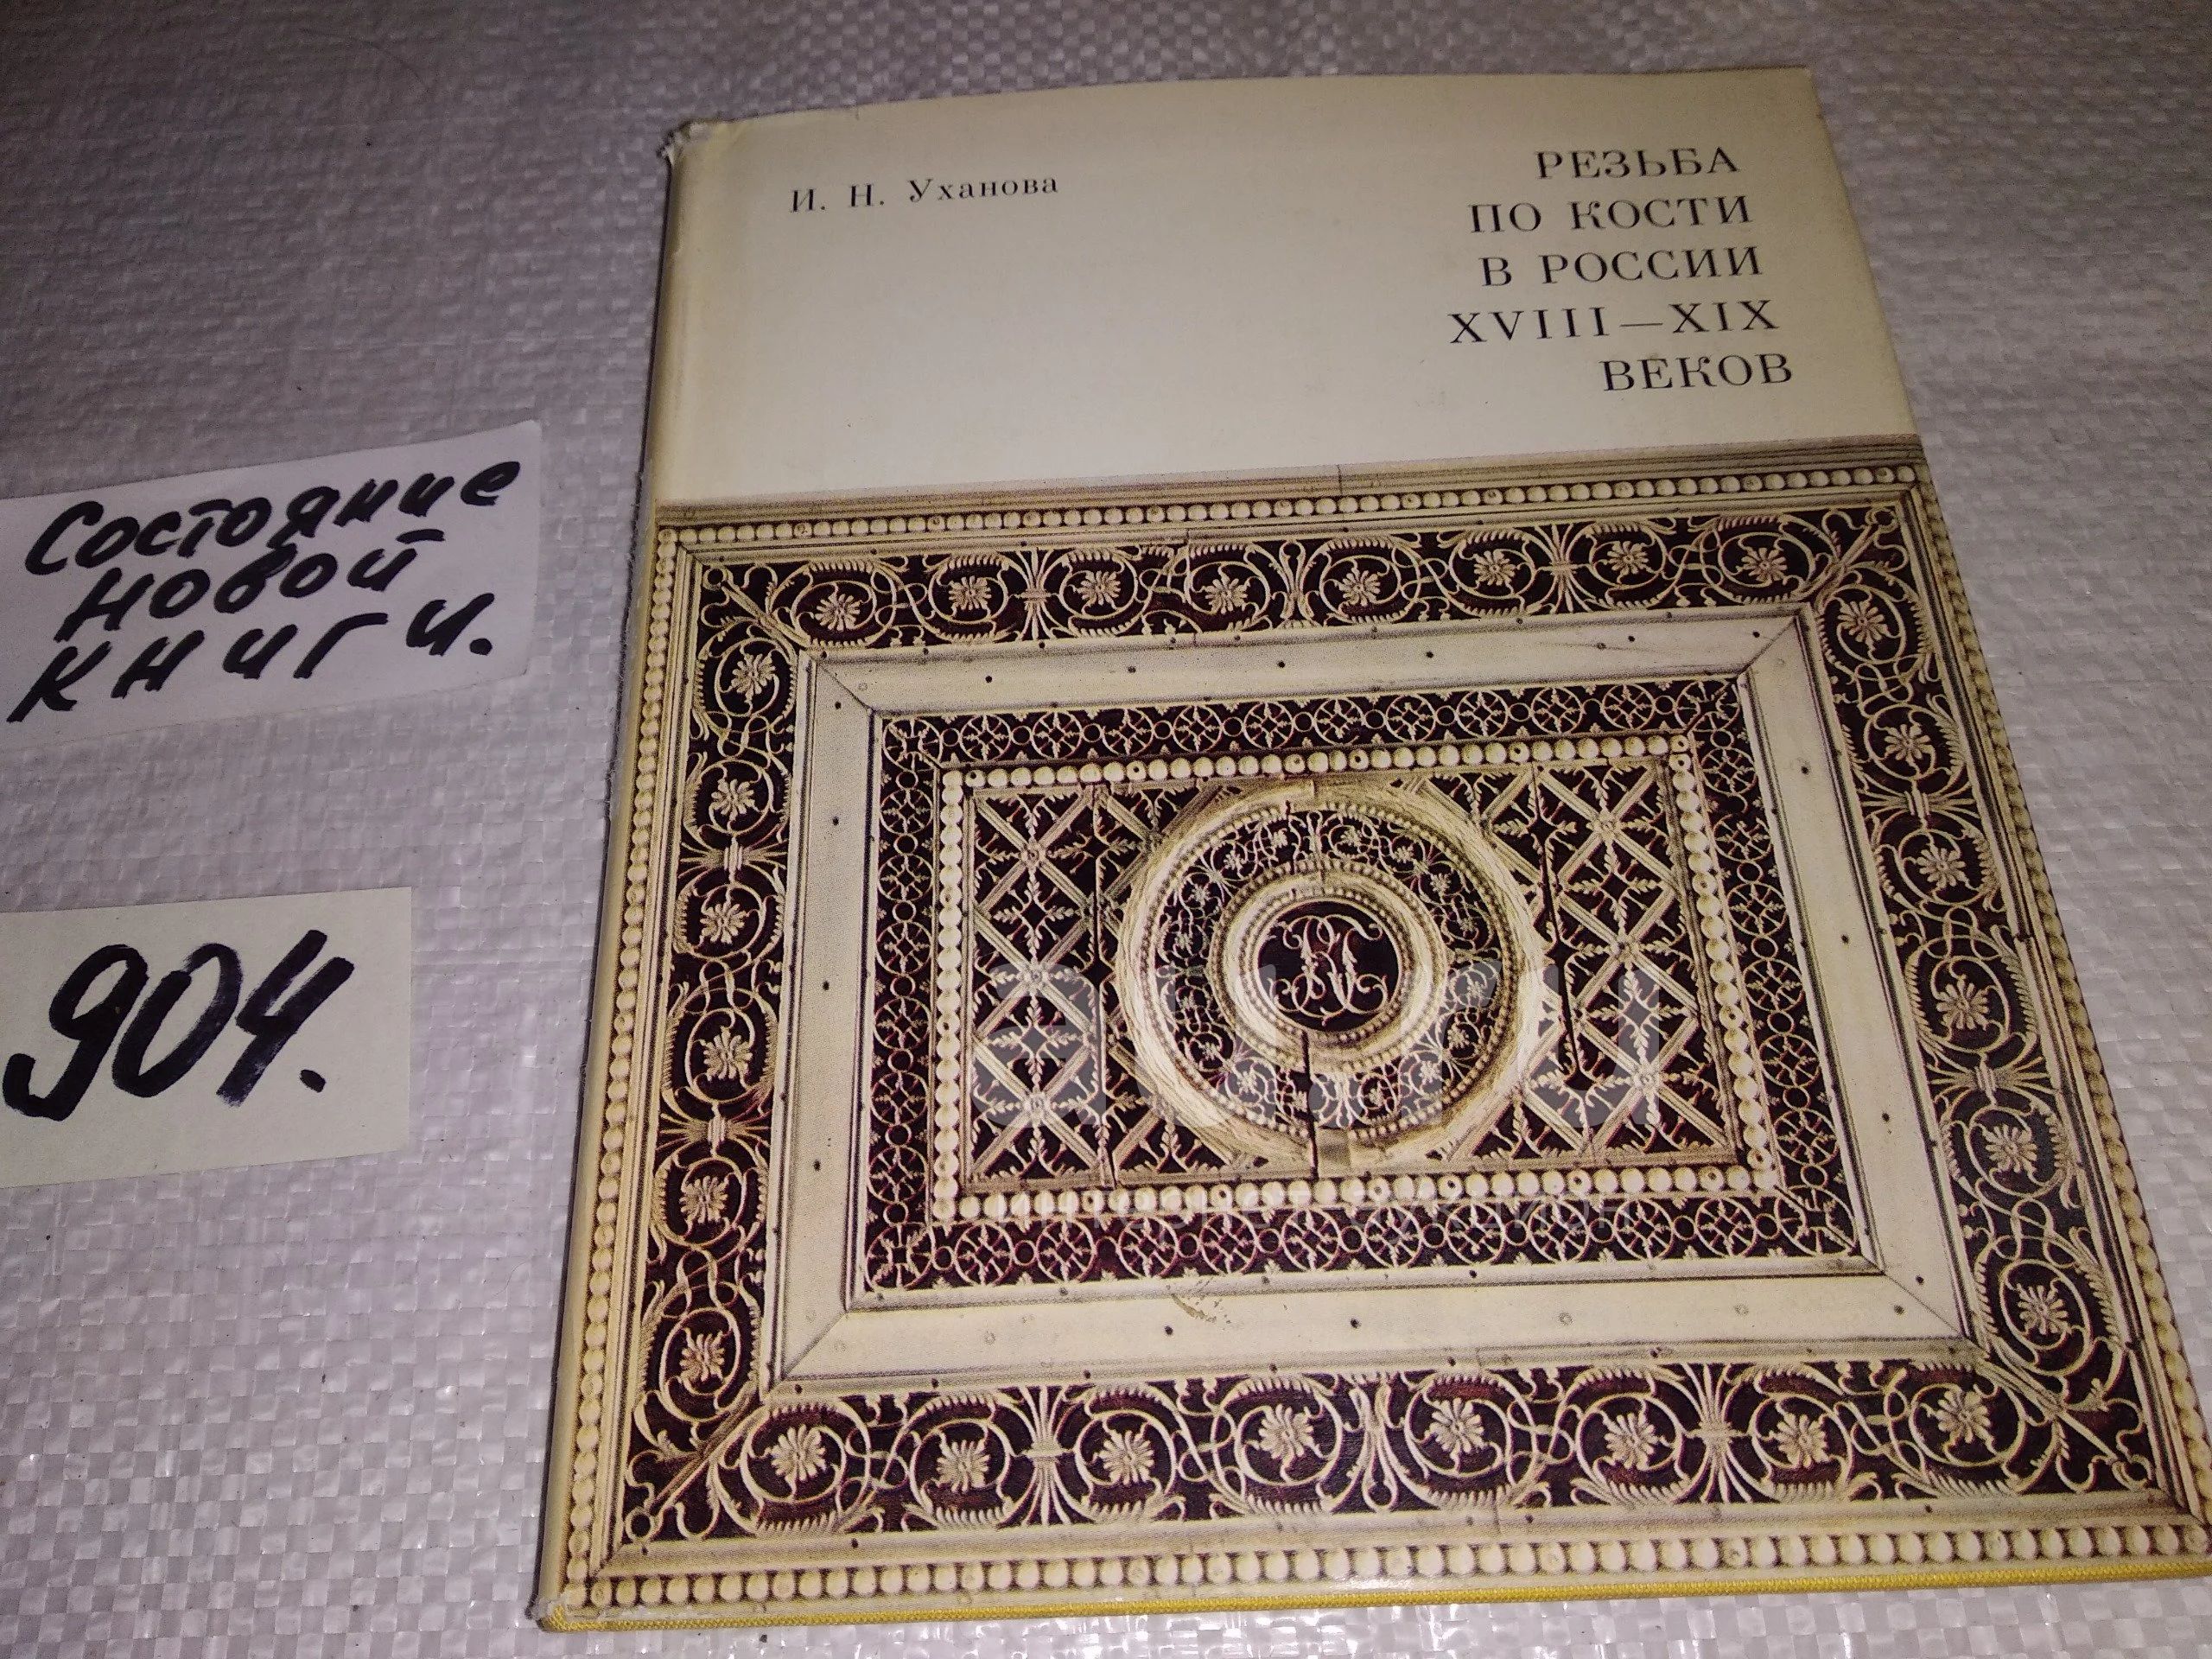 И. Н. Уханова
РЕЗЬБА
ПО КОСТИ
В РОССИИ
XVIII—XIX
ВЕКОВ
Состояние
новой
книги.
904.